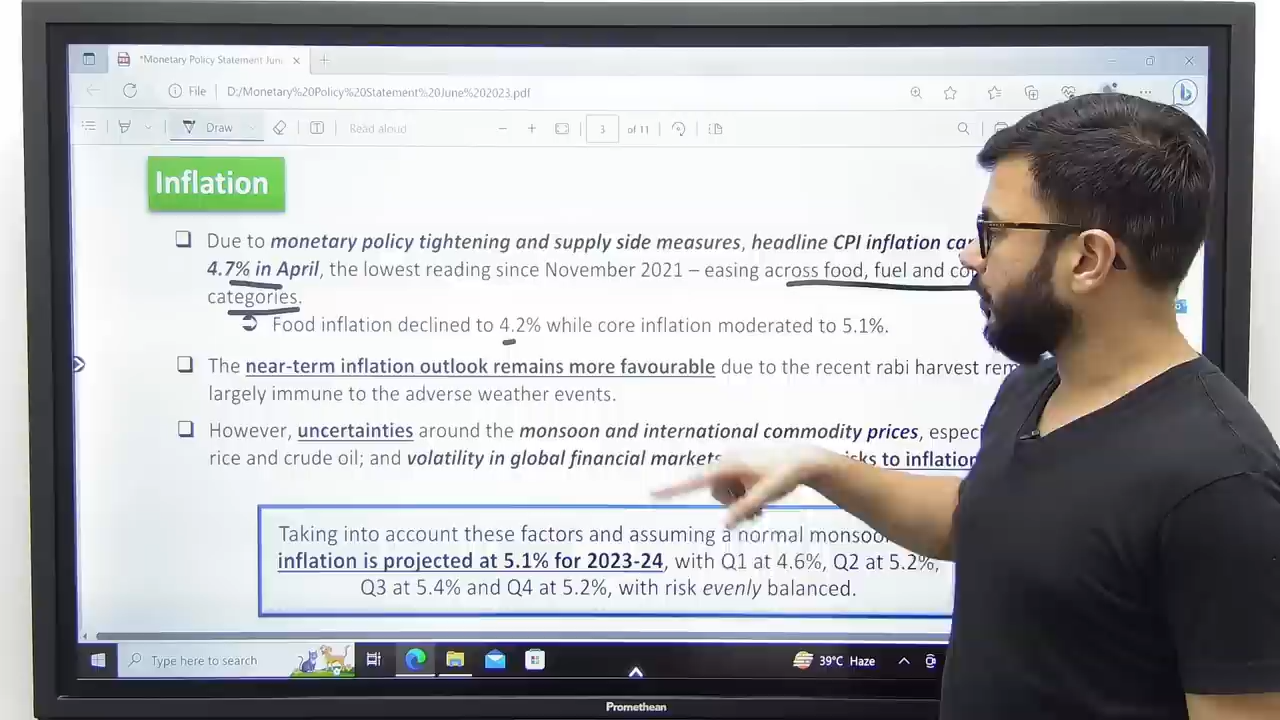 *Monetary Policy Statement Jun
File
D:/Monetary%20Policy%20Statement%20June%202023.pdf
Draw
Read aloud
3
of 11
Inflation
Due to monetary policy tightening and supply side measures, headline CPI inflation
4.7% in April, the lowest reading since November 2021 – easing across food, fuel and
categories.
Food inflation declined to 4.2% while core inflation moderated to 5.1%.
The near-term inflation outlook remains more favourable due to the recent rabi harvest
largely immune to the adverse weather events.
However, uncertainties around the monsoon and international commodity prices,
rice and crude oil; and volatility in global financial markets to inflation
Taking into account these factors and assuming a normal
inflation is projected at 5.1% for 2023-24, with Q1 at 4.6%, Q2 at 5.2%,
Q3 at 5.4% and Q4 at 5.2%, with risk evenly balanced.
Type here to search
39°C Haze
Promethean